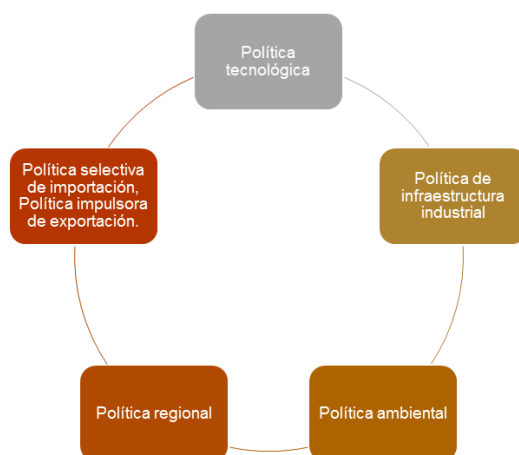 Política
tecnológica
Política de
infraestructura
industrial
Política ambiental
Política regional
Política selectiva
de importación,
Política impulsora
de exportación.